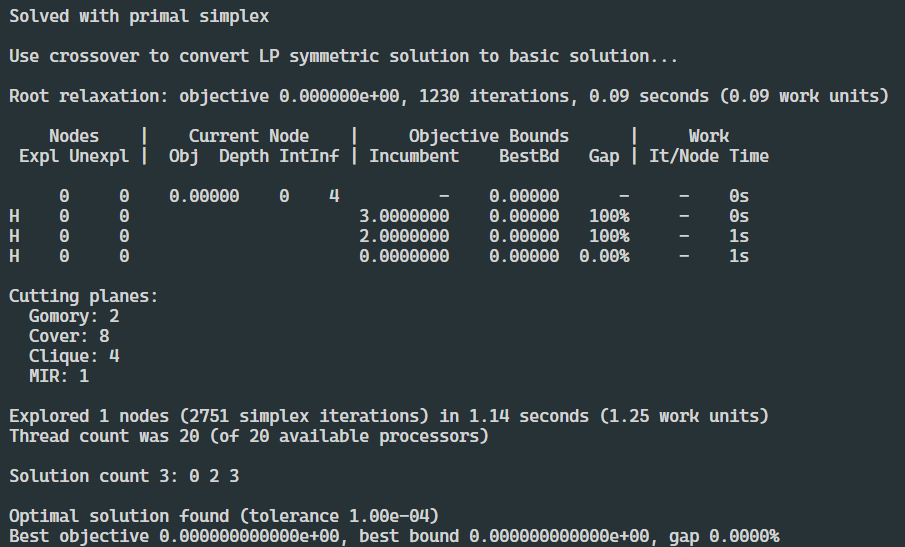 Solved with primal simplex
Use crossover to convert LP symmetric solution to basic solution...
Root relaxation: objective 0.000000e+00, 1230 iterations, 0.09 seconds (0.09 work units)
    Nodes    |    Current Node    |     Objective Bounds      |     Work
 Expl Unexpl |  Obj  Depth IntInf | Incumbent    BestBd   Gap | It/Node Time
     0     0    0.00000    0    4          -    0.00000      -     -    0s
H    0     0                       3.0000000    0.00000   100%     -    0s
H    0     0                       2.0000000    0.00000   100%     -    1s
H    0     0                       0.0000000    0.00000  0.00%     -    1s
Cutting planes:
  Gomory: 2
  Cover: 8
  Clique: 4
  MIR: 1
Explored 1 nodes (2751 simplex iterations) in 1.14 seconds (1.25 work units)
Thread count was 20 (of 20 available processors)
Solution count 3: 0 2 3
Optimal solution found (tolerance 1.00e-04)
Best objective 0.000000000000e+00, best bound 0.000000000000e+00, gap 0.0000%